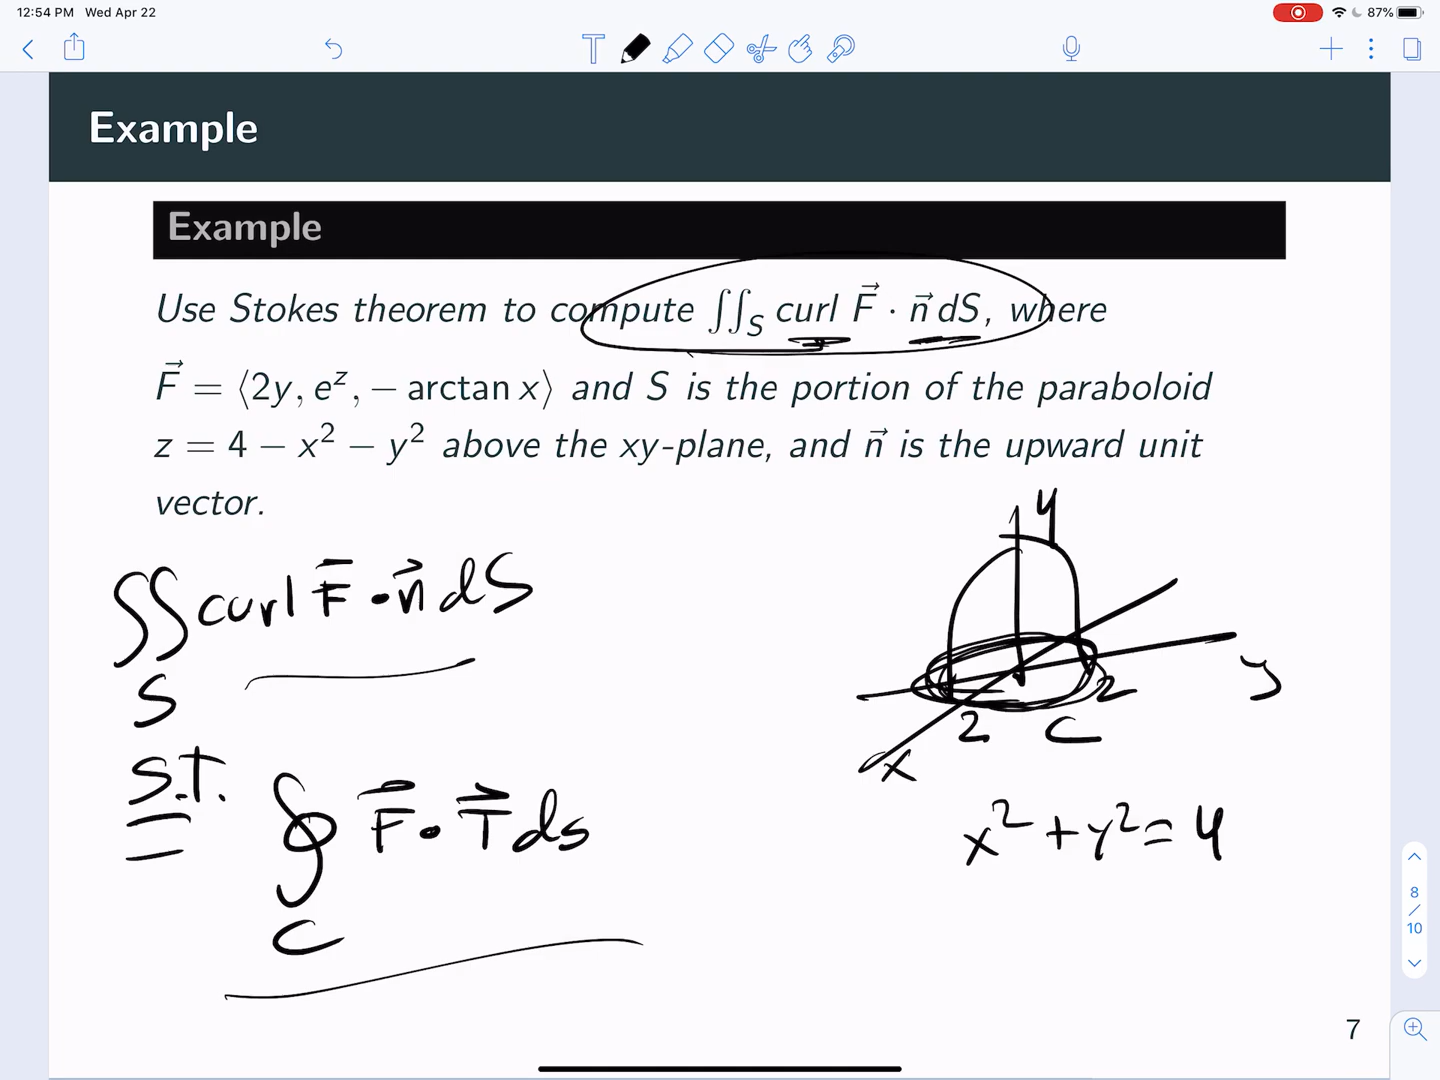 12:54 PM Wed Apr 22
87%
Example
Example
Use Stokes theorem to compute ∬_S curl F⃗ · n⃗ dS, where
F⃗ = ⟨2y, e^z, − arctan x⟩ and S is the portion of the paraboloid
z = 4 − x² − y² above the xy-plane, and n⃗ is the upward unit
vector.
4
∬_S curl F⃗ · n⃗ dS
y
2
2 C
x
S.T. = ∮_C F⃗ · T⃗ ds
x² + y² = 4
8
/
10
7